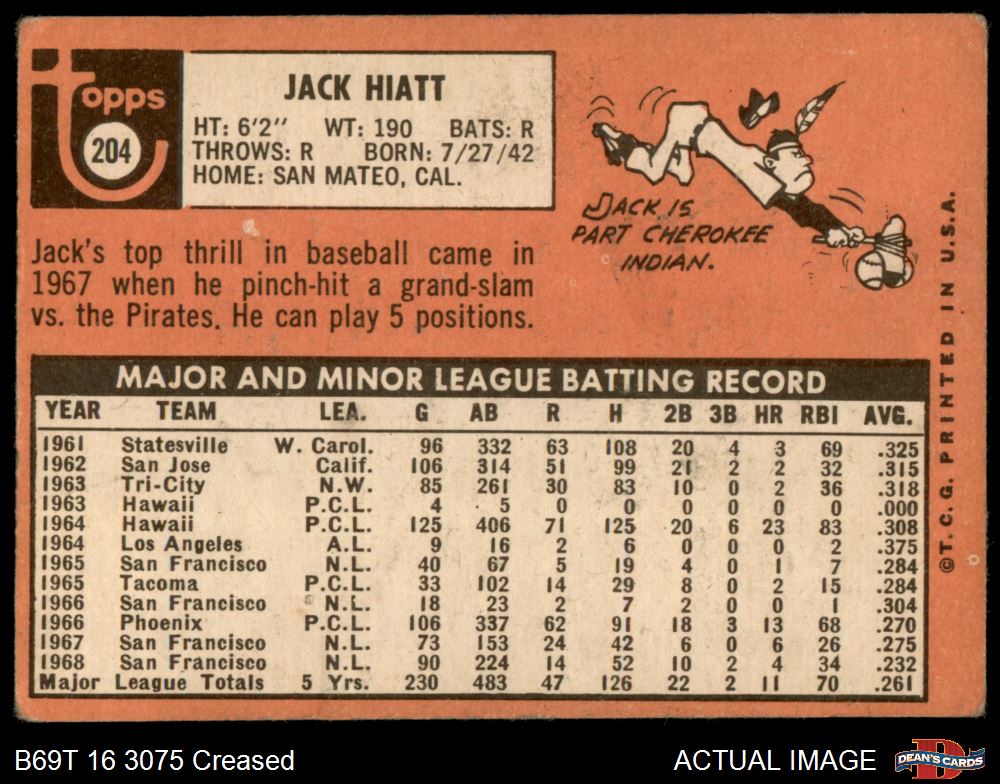 topps
204
JACK HIATT
HT: 6'2" WT: 190 BATS: R
THROWS: R BORN: 7/27/42
HOME: SAN MATEO, CAL.
JACK IS
PART CHEROKEE
INDIAN.
Jack's top thrill in baseball came in
1967 when he pinch-hit a grand-slam
vs. the Pirates. He can play 5 positions.
MAJOR AND MINOR LEAGUE BATTING RECORD
YEAR TEAM LEA. G AB R H 2B 3B HR RBI AVG.
1961 Statesville W. Carol. 96 332 63 108 20 4 3 69 .325
1962 San Jose Calif. 106 314 51 99 21 2 2 32 .315
1963 Tri-City N.W. 85 261 30 83 10 0 2 36 .318
1963 Hawaii P.C.L. 4 5 0 0 0 0 0 0 .000
1964 Hawaii P.C.L. 125 406 71 125 20 6 23 83 .308
1964 Los Angeles A.L. 9 16 2 6 0 0 0 2 .375
1965 San Francisco N.L. 40 67 5 19 4 0 1 7 .284
1965 Tacoma P.C.L. 33 102 14 29 8 0 2 15 .284
1966 San Francisco N.L. 18 23 2 7 2 0 0 1 .304
1966 Phoenix P.C.L. 106 337 62 91 18 3 13 68 .270
1967 San Francisco N.L. 73 153 24 42 6 0 6 26 .275
1968 San Francisco N.L. 90 224 14 52 10 2 4 34 .232
Major League Totals 5 Yrs. 230 483 47 126 22 2 11 70 .261
©T. C. G. PRINTED IN U.S.A.
B69T 16 3075 Creased
ACTUAL IMAGE
DEAN'S CARDS